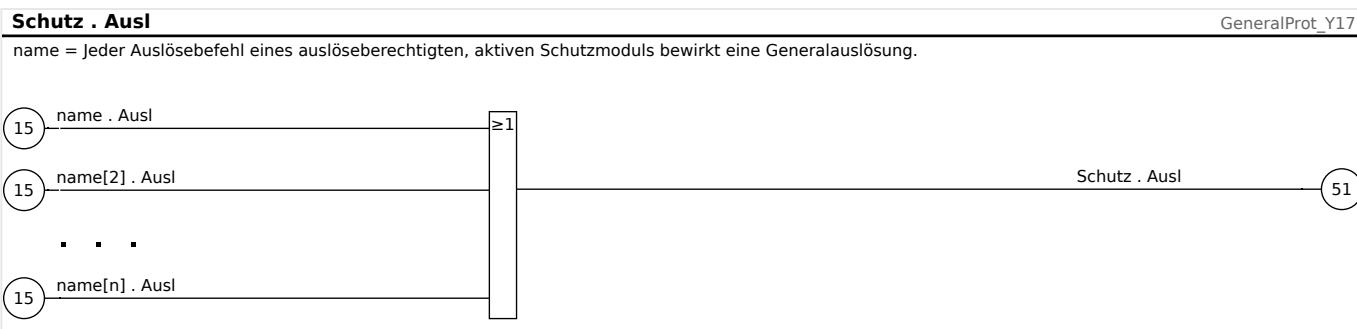 Schutz . Ausl
GeneralProt_Y17
name = Jeder Auslösebefehl eines auslöseberechtigten, aktiven Schutzmoduls bewirkt eine Generalauslösung.
15
name . Ausl
≥1
15
name[2] . Ausl
Schutz . Ausl
51
. . .
15
name[n] . Ausl